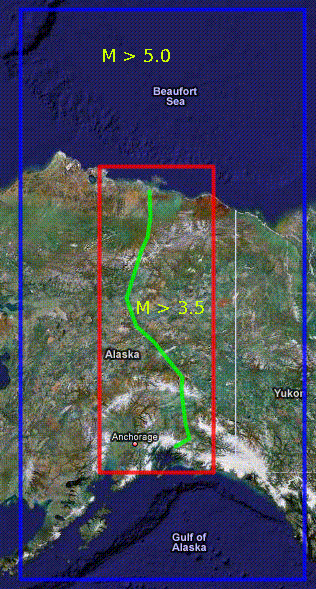 M > 5.0
Beaufort
Sea
M > 3.5
Alaska
Yukon
Anchorage
Gulf of
Alaska